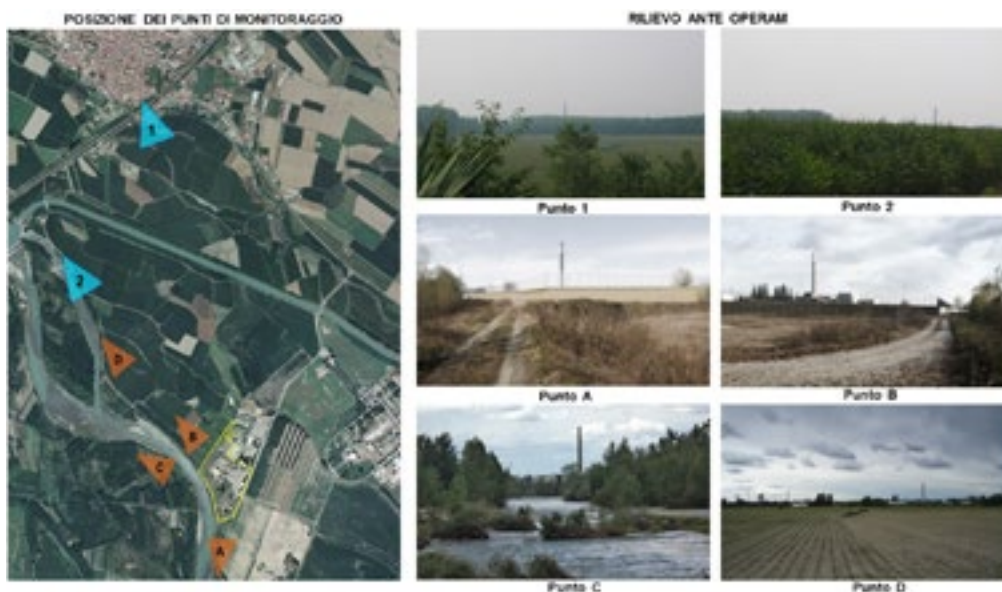 POSIZIONE DEI PUNTI DI MONITORAGGIO
RILIEVO ANTE OPERAM
1
2
D
B
C
A
Punto 1
Punto 2
Punto A
Punto B
Punto C
Punto D